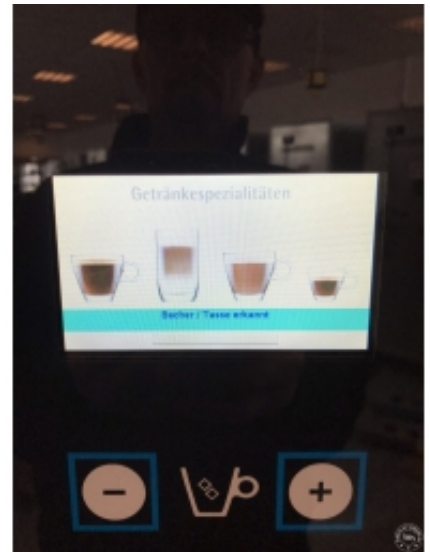 Getränkespezialitäten
Becher / Tasse erkannt
-
+